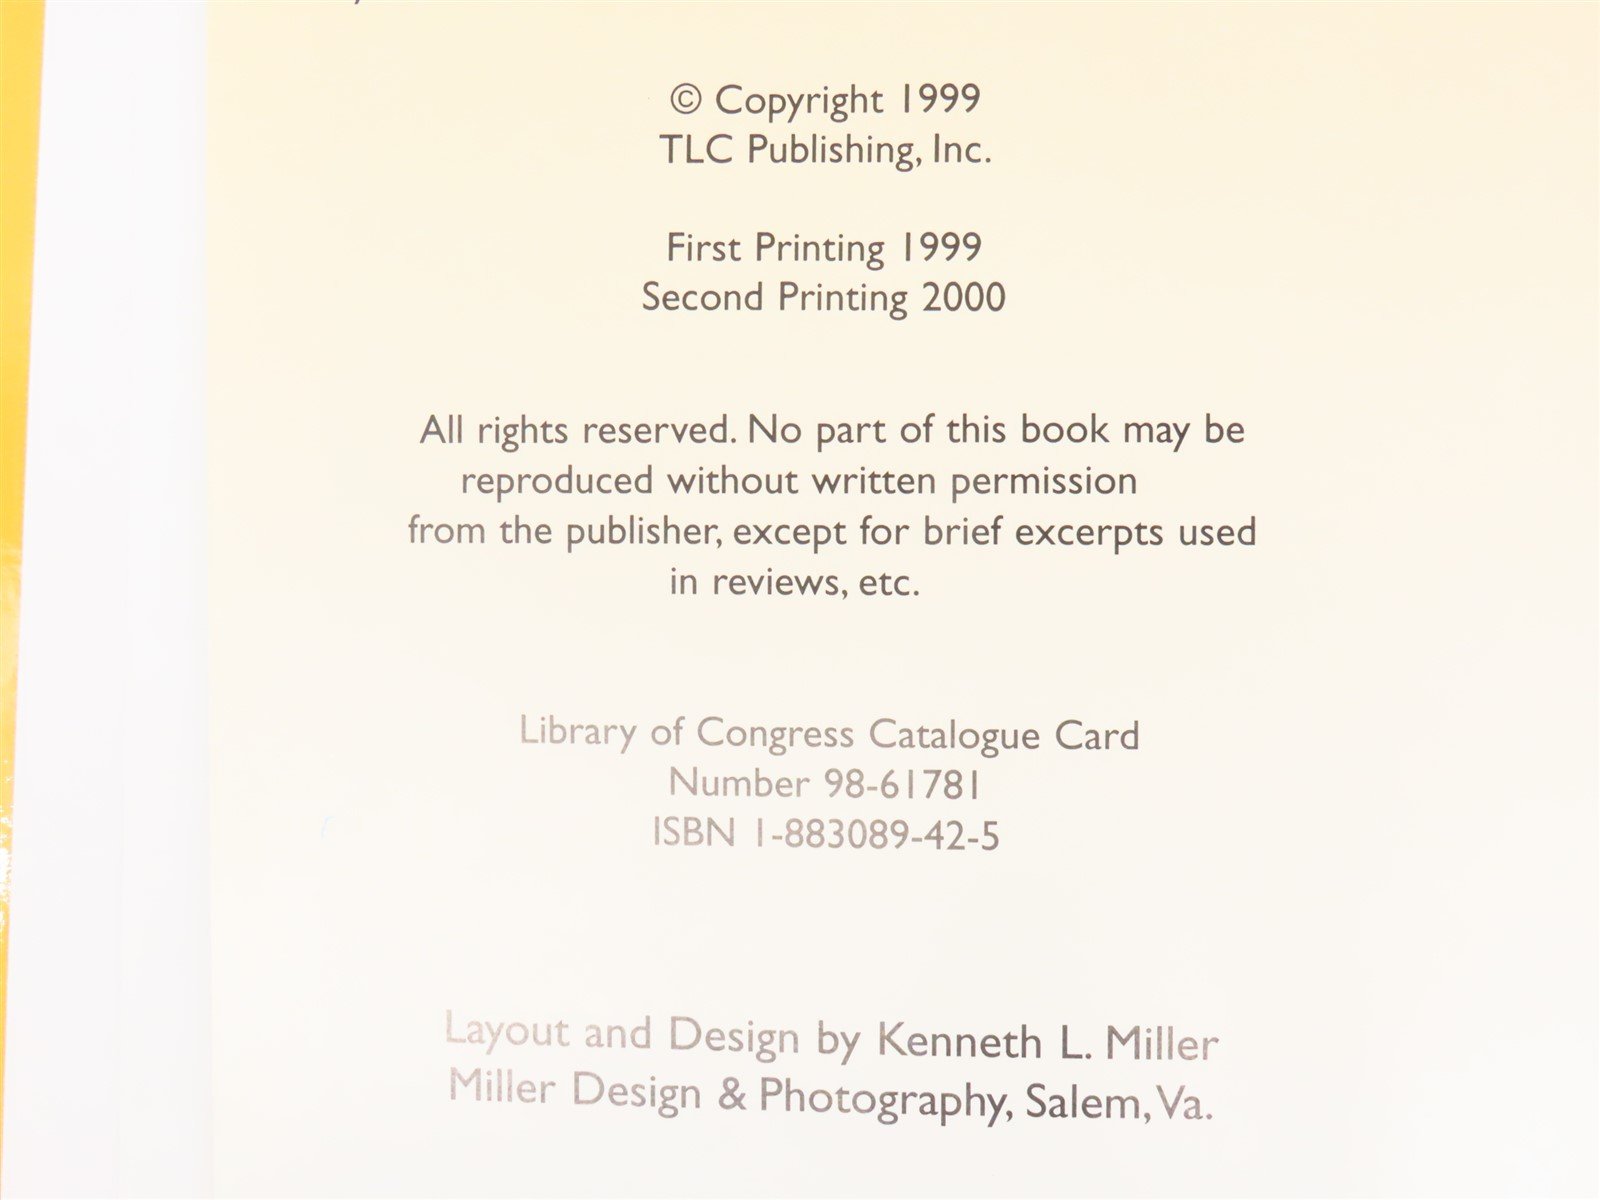 © Copyright 1999
TLC Publishing, Inc.
First Printing 1999
Second Printing 2000
All rights reserved. No part of this book may be
reproduced without written permission
from the publisher, except for brief excerpts used
in reviews, etc.
Library of Congress Catalogue Card
Number 98-61781
ISBN 1-883089-42-5
Layout and Design by Kenneth L. Miller
Miller Design & Photography, Salem, Va.